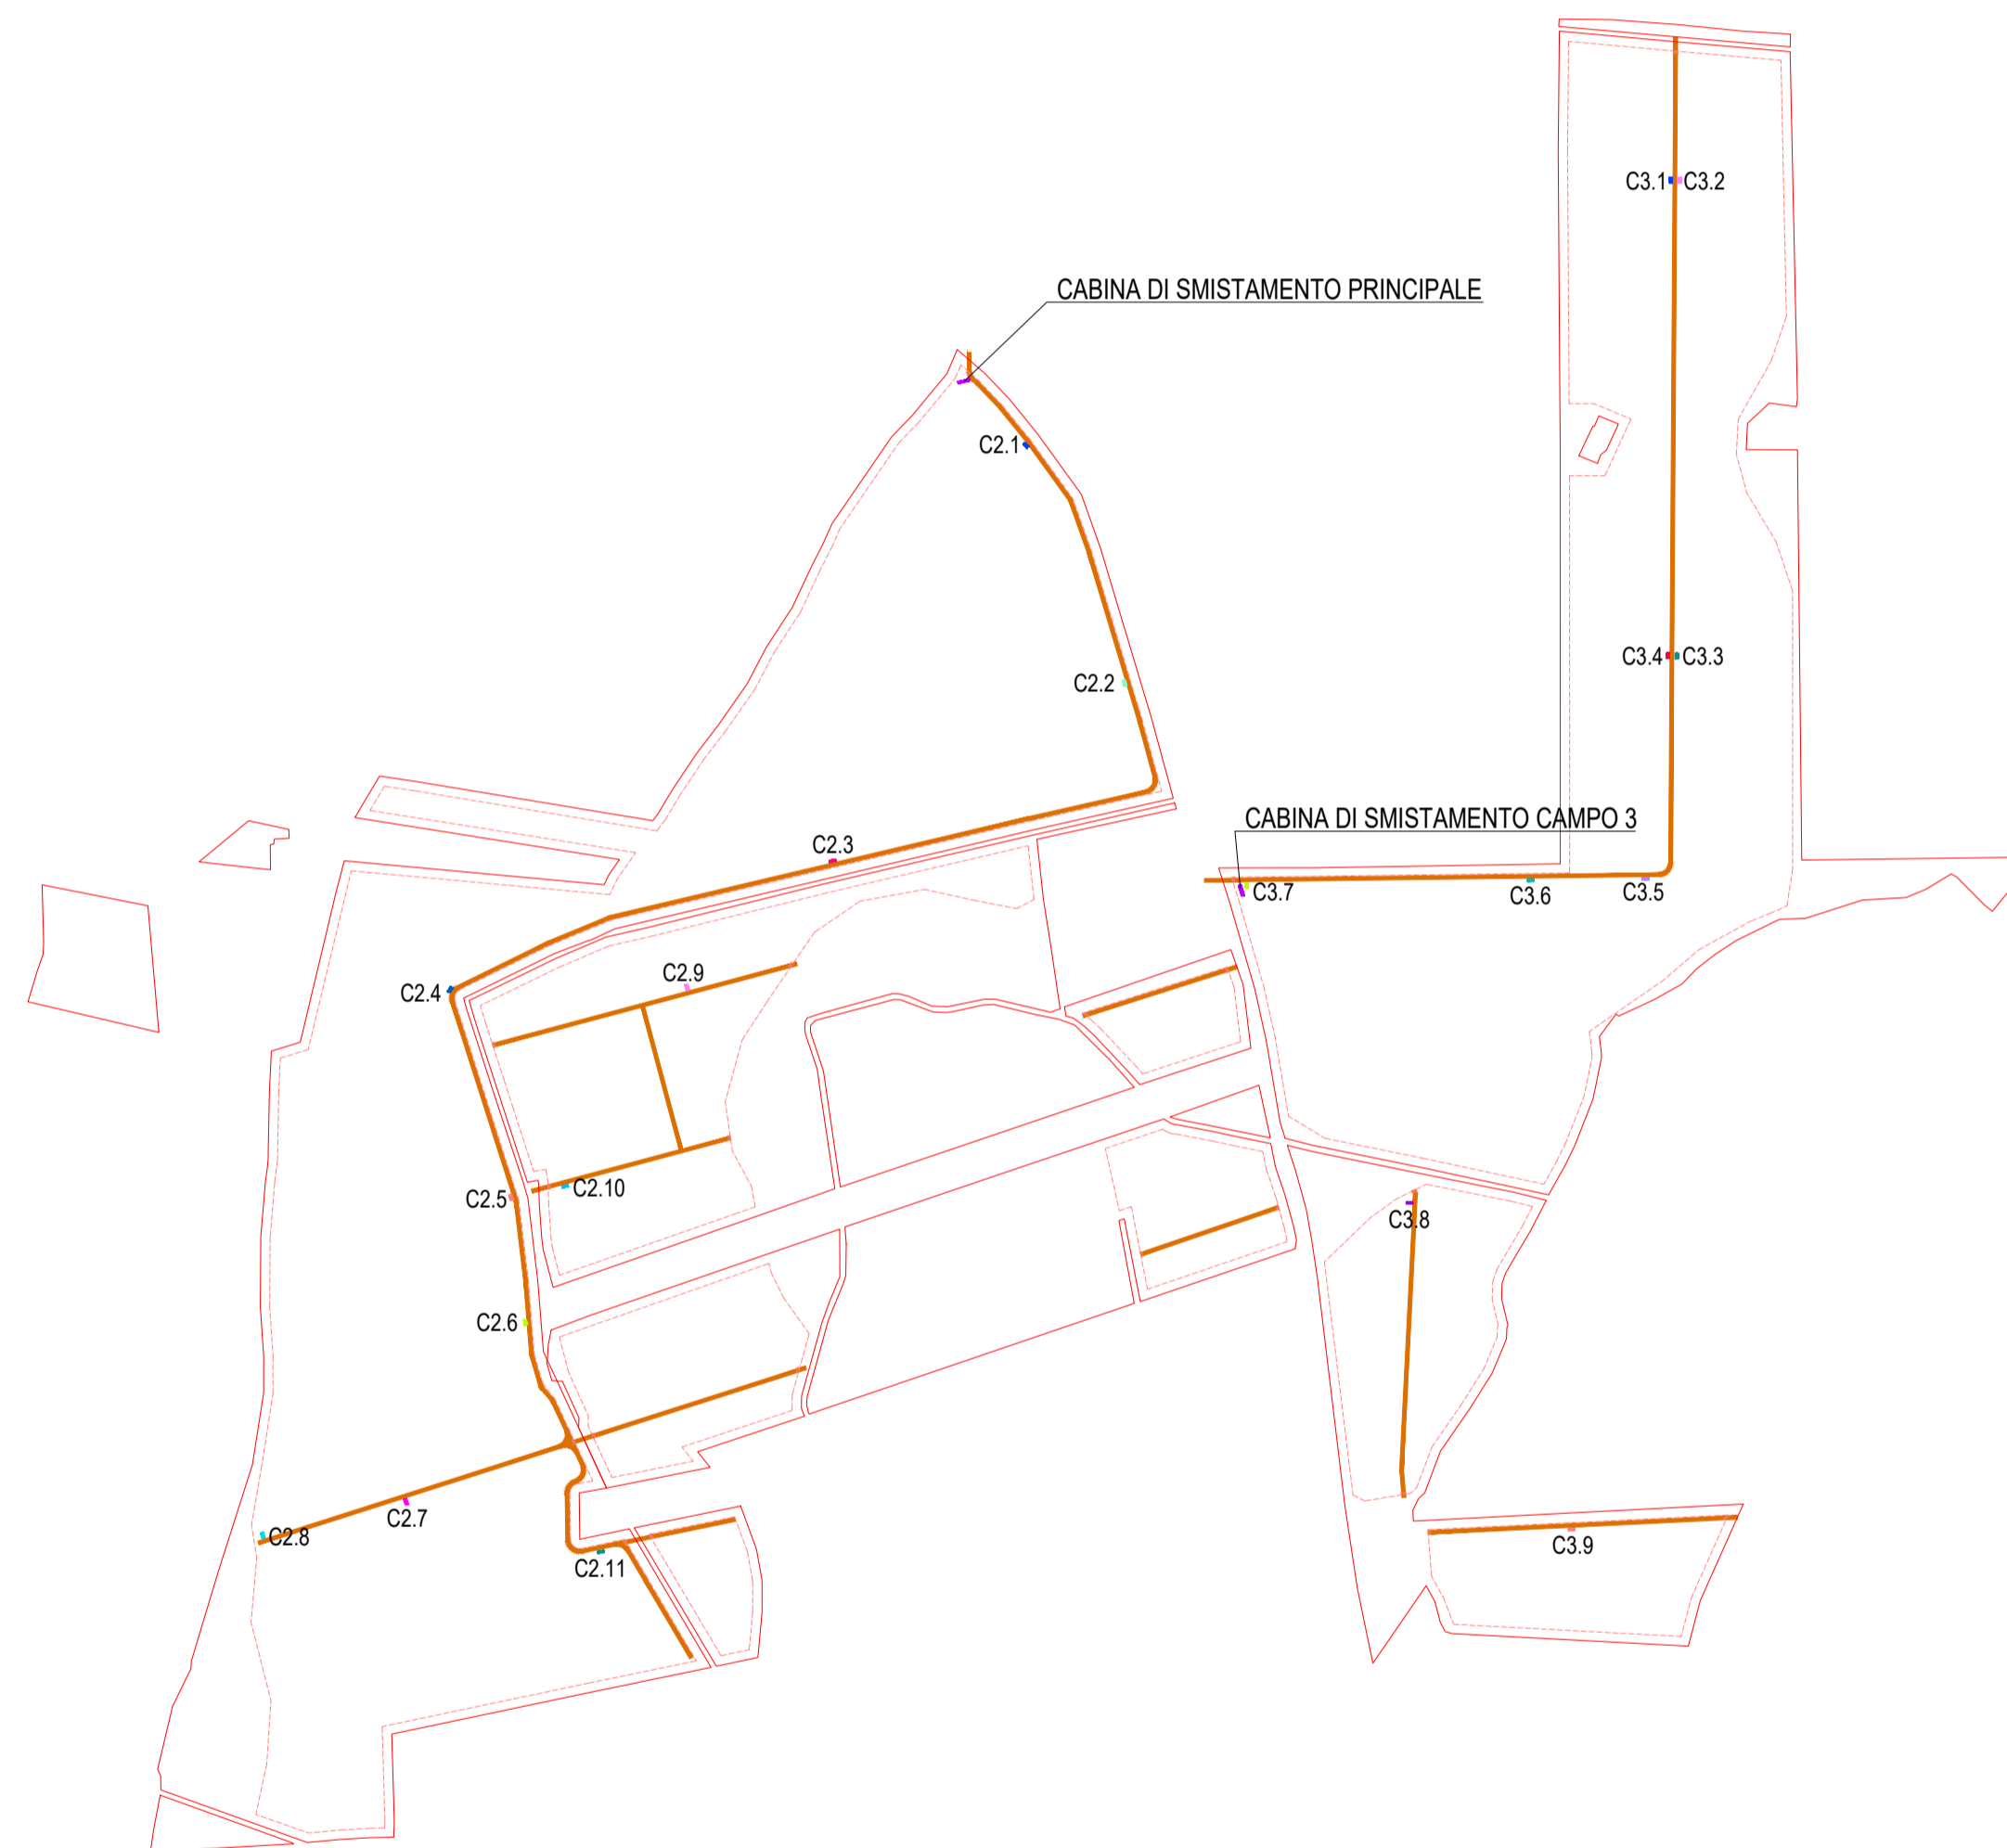 C3.1
C3.2
CABINA DI SMISTAMENTO PRINCIPALE
C2.1
C3.4
C3.3
C2.2
CABINA DI SMISTAMENTO CAMPO 3
C2.3
C3.7
C3.6
C3.5
C2.9
C2.4
C2.10
C2.5
C3.8
C2.6
C2.7
C2.8
C3.9
C2.11